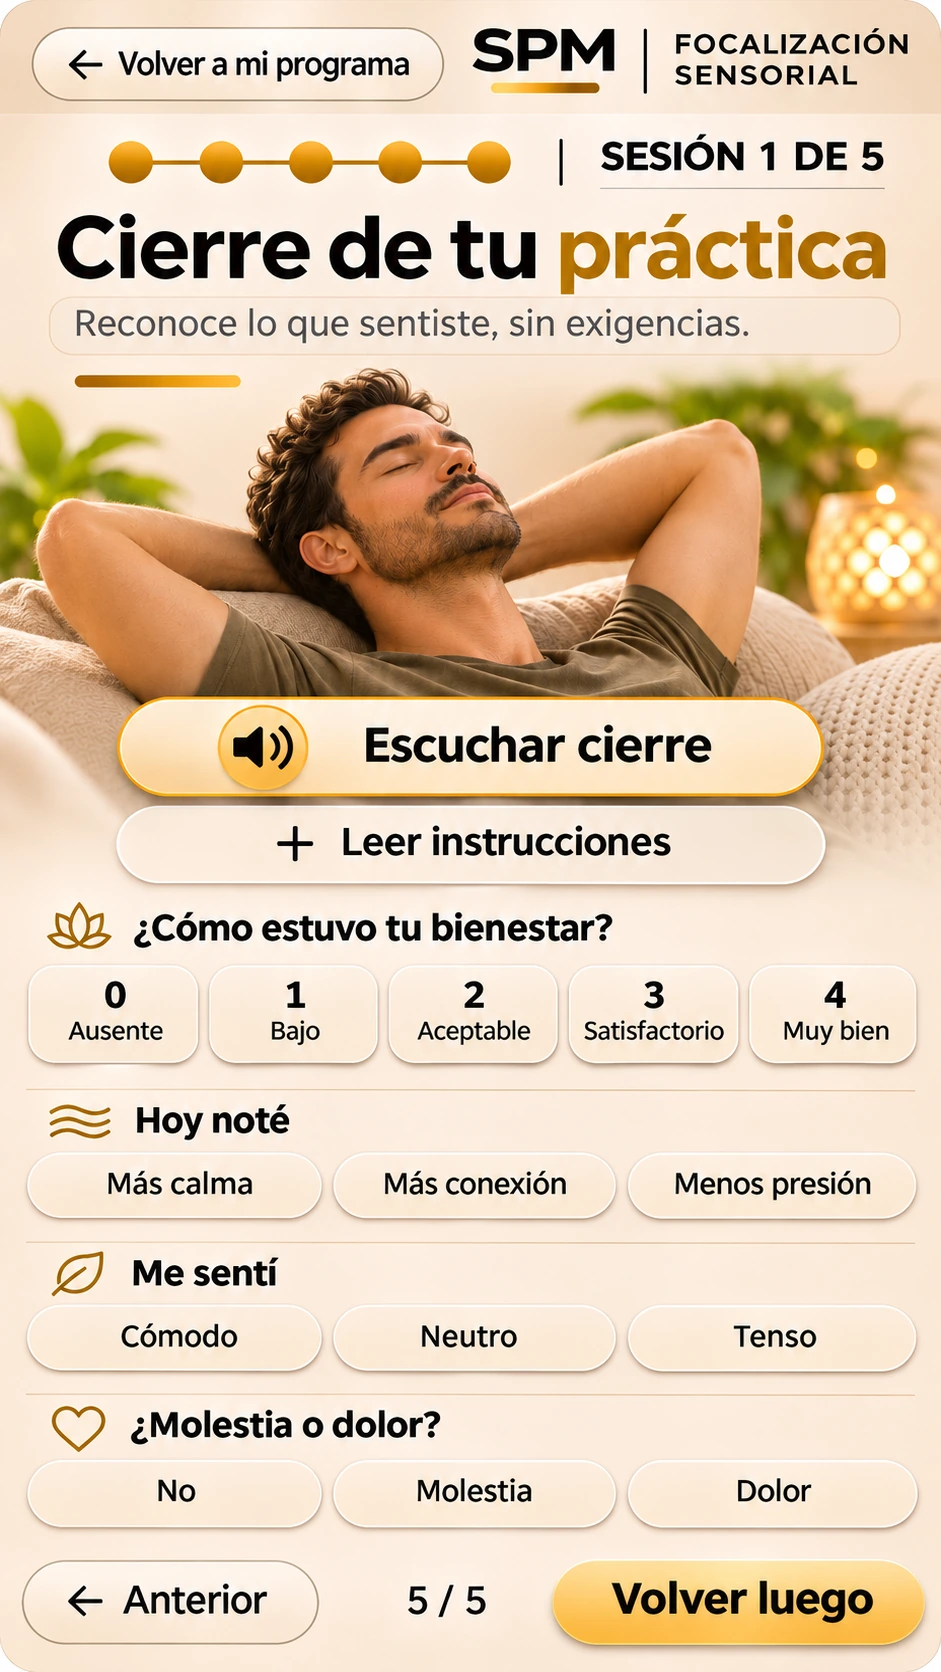 ← Volver a mi programa
SPM
FOCALIZACIÓN
SENSORIAL
SESIÓN 1 DE 5
Cierre de tu práctica
Reconoce lo que sentiste, sin exigencias.
Escuchar cierre
+ Leer instrucciones
¿Cómo estuvo tu bienestar?
0
Ausente
1
Bajo
2
Aceptable
3
Satisfactorio
4
Muy bien
Hoy noté
Más calma
Más conexión
Menos presión
Me sentí
Cómodo
Neutro
Tenso
¿Molestia o dolor?
No
Molestia
Dolor
← Anterior
5 / 5
Volver luego